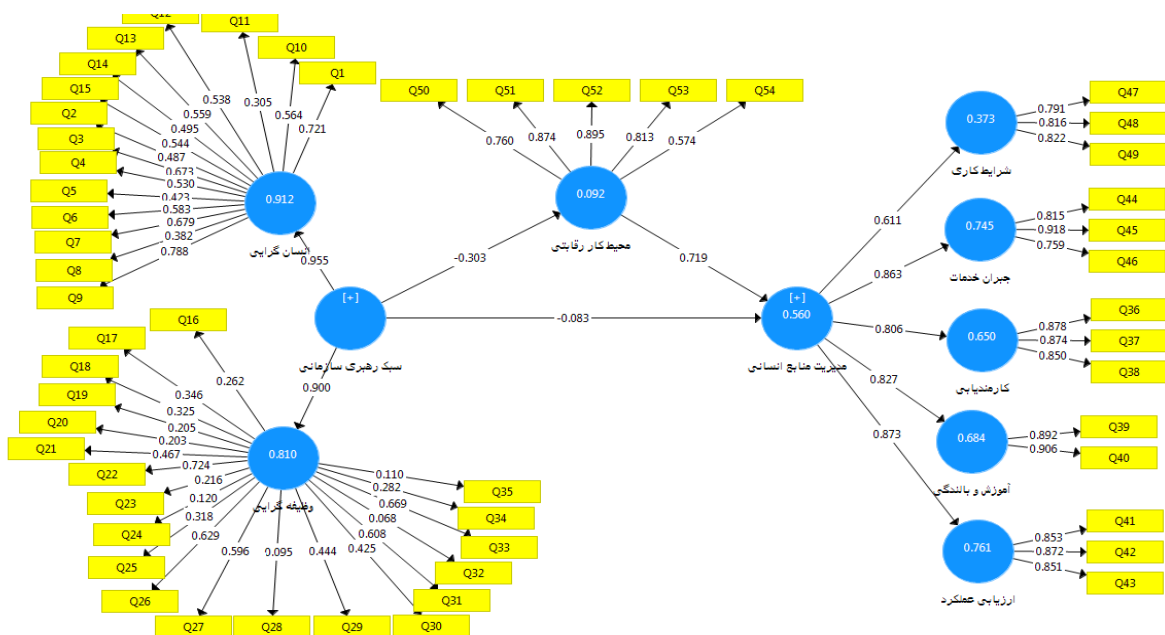 Q12
Q11
Q13
Q10
Q14
Q1
Q15
Q2
Q3
Q4
Q5
Q6
Q7
Q8
Q9
0.538
0.305
0.564
0.721
0.559
0.495
0.544
0.487
0.673
0.530
0.423
0.583
0.679
0.382
0.788
0.912
انسان گرایی
0.955
Q50
Q51
Q52
Q53
Q54
0.760
0.874
0.895
0.813
0.574
0.092
محیط کار رقابتی
-0.303
0.719
[+]
سبک رهبری سازمانی
-0.083
[+]
0.560
مدیریت منابع انسانی
0.900
Q16
Q17
Q18
Q19
Q20
Q21
Q22
Q23
Q24
Q25
Q26
Q27
Q28
Q29
Q30
Q31
Q32
Q33
Q34
Q35
0.262
0.346
0.325
0.205
0.203
0.467
0.724
0.216
0.120
0.318
0.629
0.596
0.095
0.444
0.425
0.608
0.068
0.669
0.282
0.110
0.810
وظیفه گرایی
0.611
0.863
0.806
0.827
0.873
0.373
شرایط کاری
0.791
0.816
0.822
Q47
Q48
Q49
0.745
جبران خدمات
0.815
0.918
0.759
Q44
Q45
Q46
0.650
کارمندیابی
0.878
0.874
0.850
Q36
Q37
Q38
0.684
آموزش و بالندگی
0.892
0.906
Q39
Q40
0.761
ارزیابی عملکرد
0.853
0.872
0.851
Q41
Q42
Q43